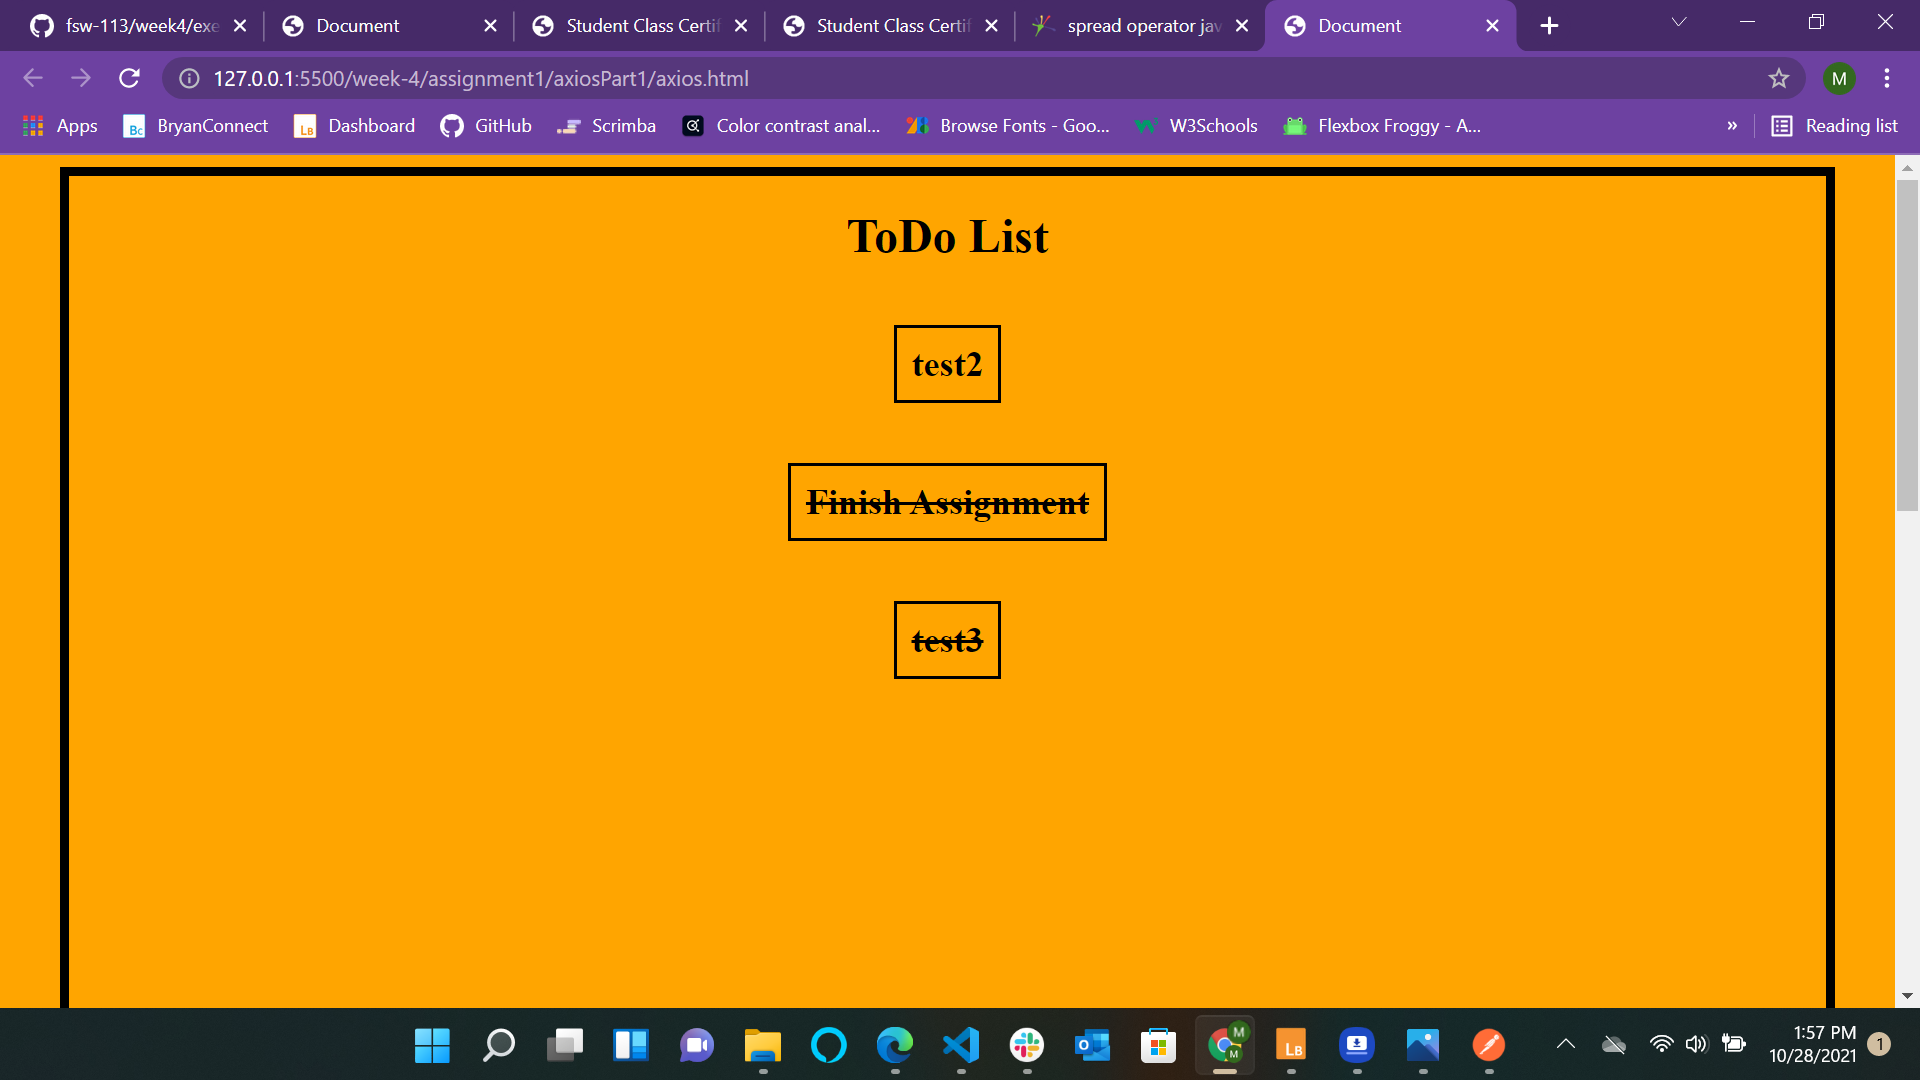 fsw-113/week4/exe
Document
Student Class Certif
Student Class Certif
spread operator jav
Document
127.0.0.1:5500/week-4/assignment1/axiosPart1/axios.html
M
Apps
Bc BryanConnect
LB Dashboard
GitHub
Scrimba
Color contrast anal...
Browse Fonts - Goo...
W3Schools
Flexbox Froggy - A...
»
Reading list
ToDo List
test2
Finish Assignment
test3
M
M
LB
1:57 PM
10/28/2021
1